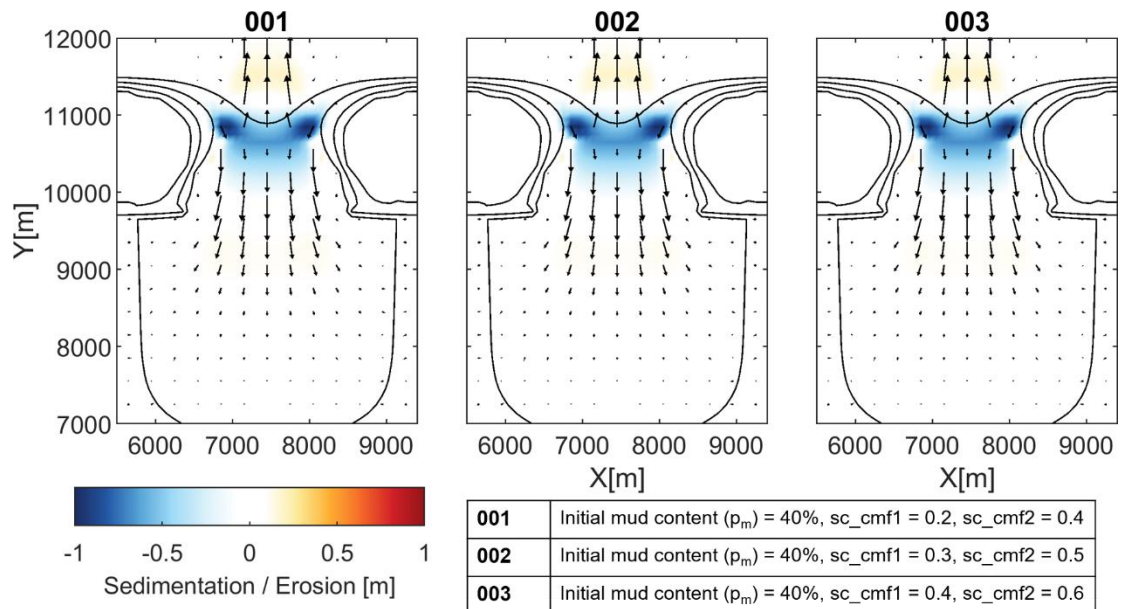 001
002
003
12000
11000
10000
9000
8000
7000
Y[m]
6000 7000 8000 9000
6000 7000 8000 9000
6000 7000 8000 9000
X[m]
X[m]
-1 -0.5 0 0.5 1
Sedimentation / Erosion [m]
001 Initial mud content (pm) = 40%, sc_cmf1 = 0.2, sc_cmf2 = 0.4
002 Initial mud content (pm) = 40%, sc_cmf1 = 0.3, sc_cmf2 = 0.5
003 Initial mud content (pm) = 40%, sc_cmf1 = 0.4, sc_cmf2 = 0.6